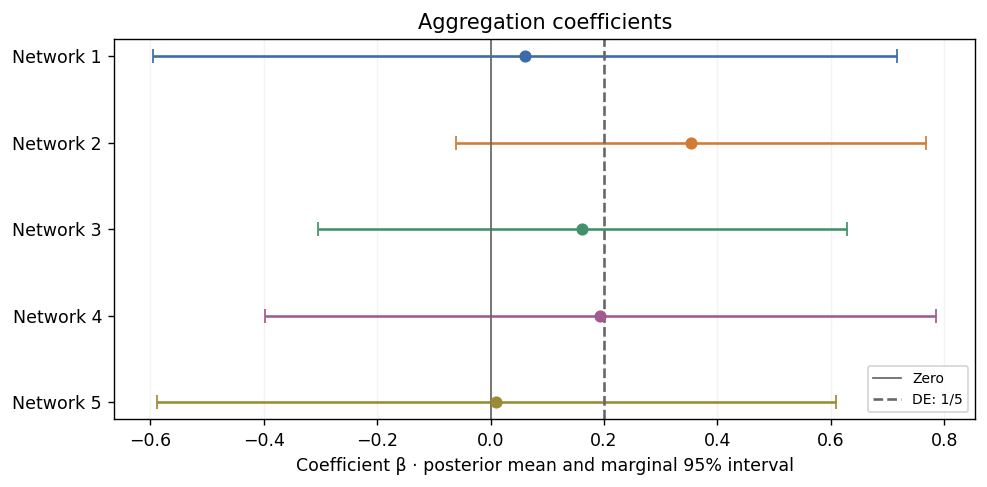 Aggregation coefficients
Network 1
Network 2
Network 3
Network 4
Network 5
Zero
DE: 1/5
−0.6 −0.4 −0.2 0.0 0.2 0.4 0.6 0.8
Coefficient β · posterior mean and marginal 95% interval